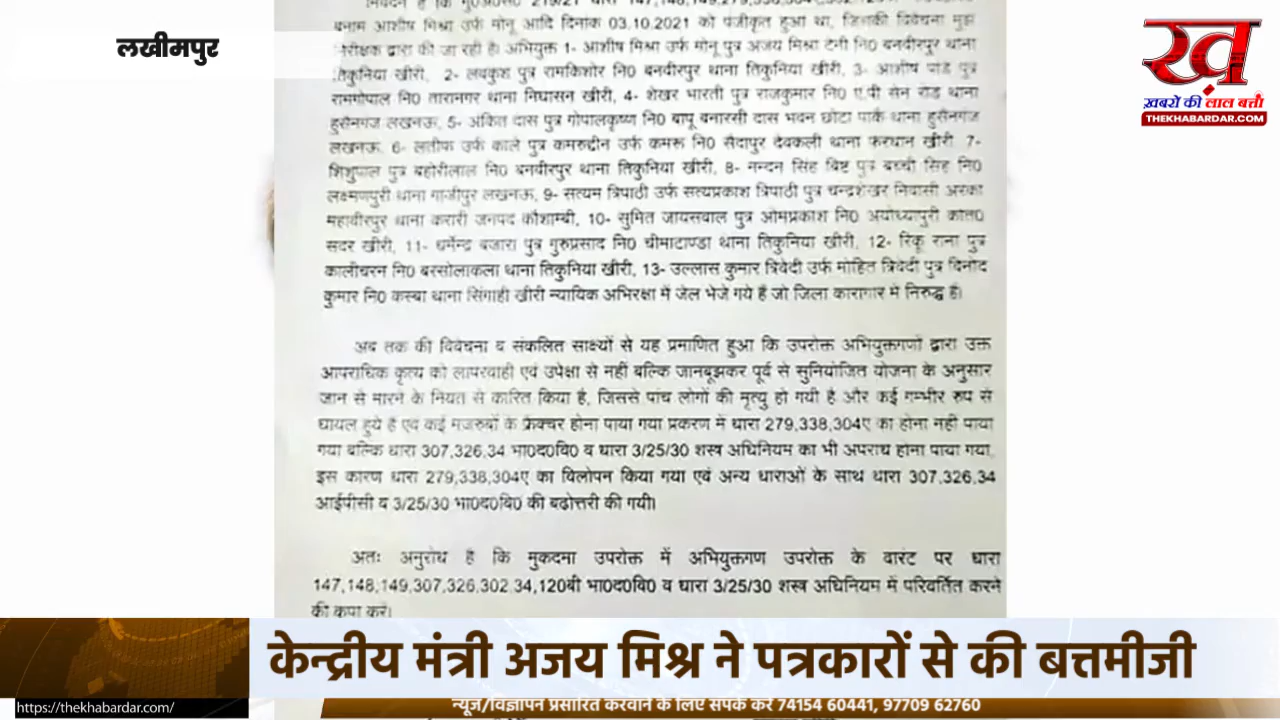 लखीमपुर
ख़
ख़बरों की लाल बत्ती
THEKHABARDAR.COM
निवेदन है कि मु0अ0सं0 219/21 धारा
बनाम आशीष मिश्रा उर्फ मोनू आदि दिनांक 03.10.2021 को पंजीकृत हुआ था, जिसकी विवेचना मुझ
निरीक्षक द्वारा की जा रही है। अभियुक्त 1- आशीष मिश्रा उर्फ मोनू पुत्र अजय मिश्रा टेनी नि0 बनवीरपुर थाना
तिकुनिया खीरी, 2- लवकुश पुत्र रामकिशोर नि0 बनवीरपुर थाना तिकुनिया खीरी, 3- आशीष पांडे पुत्र
रामगोपाल नि0 तारानगर थाना निघासन खीरी, 4- शेखर भारती पुत्र राजकुमार नि0 ए.पी सेन रोड थाना
हुसैनगंज लखनऊ, 5- अंकित दास पुत्र गोपालकृष्ण नि0 बापू बनारसी दास भवन छोटा पार्क थाना हुसैनगंज
लखनऊ, 6- लतीफ उर्फ काले पुत्र कमरुद्दीन उर्फ कमरू नि0 सैदापुर देवकली थाना फरधान खीरी 7-
शिशुपाल पुत्र बहोरीलाल नि0 बनवीरपुर थाना तिकुनिया खीरी, 8- नन्दन सिंह बिष्ट पुत्र बच्ची सिंह नि0
लक्ष्मणपुरी थाना गाजीपुर लखनऊ, 9- सत्यम त्रिपाठी उर्फ सत्यप्रकाश त्रिपाठी पुत्र चन्द्रशेखर निवासी अरका
महावीरपुर थाना करारी जनपद कौशाम्बी, 10- सुमित जायसवाल पुत्र ओमप्रकाश नि0 अयोध्यापुरी कोत0
सदर खीरी, 11- धर्मेन्द्र बंजारा पुत्र गुरुप्रसाद नि0 चीमाटाण्डा थाना तिकुनिया खीरी, 12- रिंकू राना पुत्र
कालीचरन नि0 बरसोलाकला थाना तिकुनिया खीरी, 13- उल्लास कुमार त्रिवेदी उर्फ मोहित त्रिवेदी पुत्र विनोद
कुमार नि0 कस्बा थाना सिंगाही खीरी न्यायिक अभिरक्षा में जेल भेजे गये है जो जिला कारागार में निरुद्ध है।
अब तक की विवेचना व संकलित साक्ष्यों से यह प्रमाणित हुआ कि उपरोक्त अभियुक्तगणों द्वारा उक्त
आपराधिक कृत्य को लापरवाही एवं उपेक्षा से नहीं बल्कि जानबूझकर पूर्व से सुनियोजित योजना के अनुसार
जान से मारने के नियत से कारित किया है, जिससे पांच लोगों की मृत्यु हो गयी है और कई गम्भीर रुप से
घायल हुये है एवं कई मजरुबों के फ्रैक्चर होना पाया गया प्रकरण में धारा 279,338,304ए का होना नही पाया
गया बल्कि धारा 307,326,34 भा0द0वि0 व धारा 3/25/30 शस्त्र अधिनियम का भी अपराध होना पाया गया,
इस कारण धारा 279,338,304ए का विलोपन किया गया एवं अन्य धाराओं के साथ धारा 307,326,34
आईपीसी व 3/25/30 भा0द0वि0 की बढोत्तरी की गयी।
अतः अनुरोध है कि मुकदमा उपरोक्त में अभियुक्तगण उपरोक्त के वारंट पर धारा
147,148,149,307,326,302,34,120बी भा0द0वि0 व धारा 3/25/30 शस्त्र अधिनियम में परिवर्तित करने
की कृपा करें।
केन्द्रीय मंत्री अजय मिश्र ने पत्रकारों से की बत्तमीजी
https://thekhabardar.com/
न्यूज/विज्ञापन प्रसारित करवाने के लिए संपर्क करें 74154 60441, 97709 62760